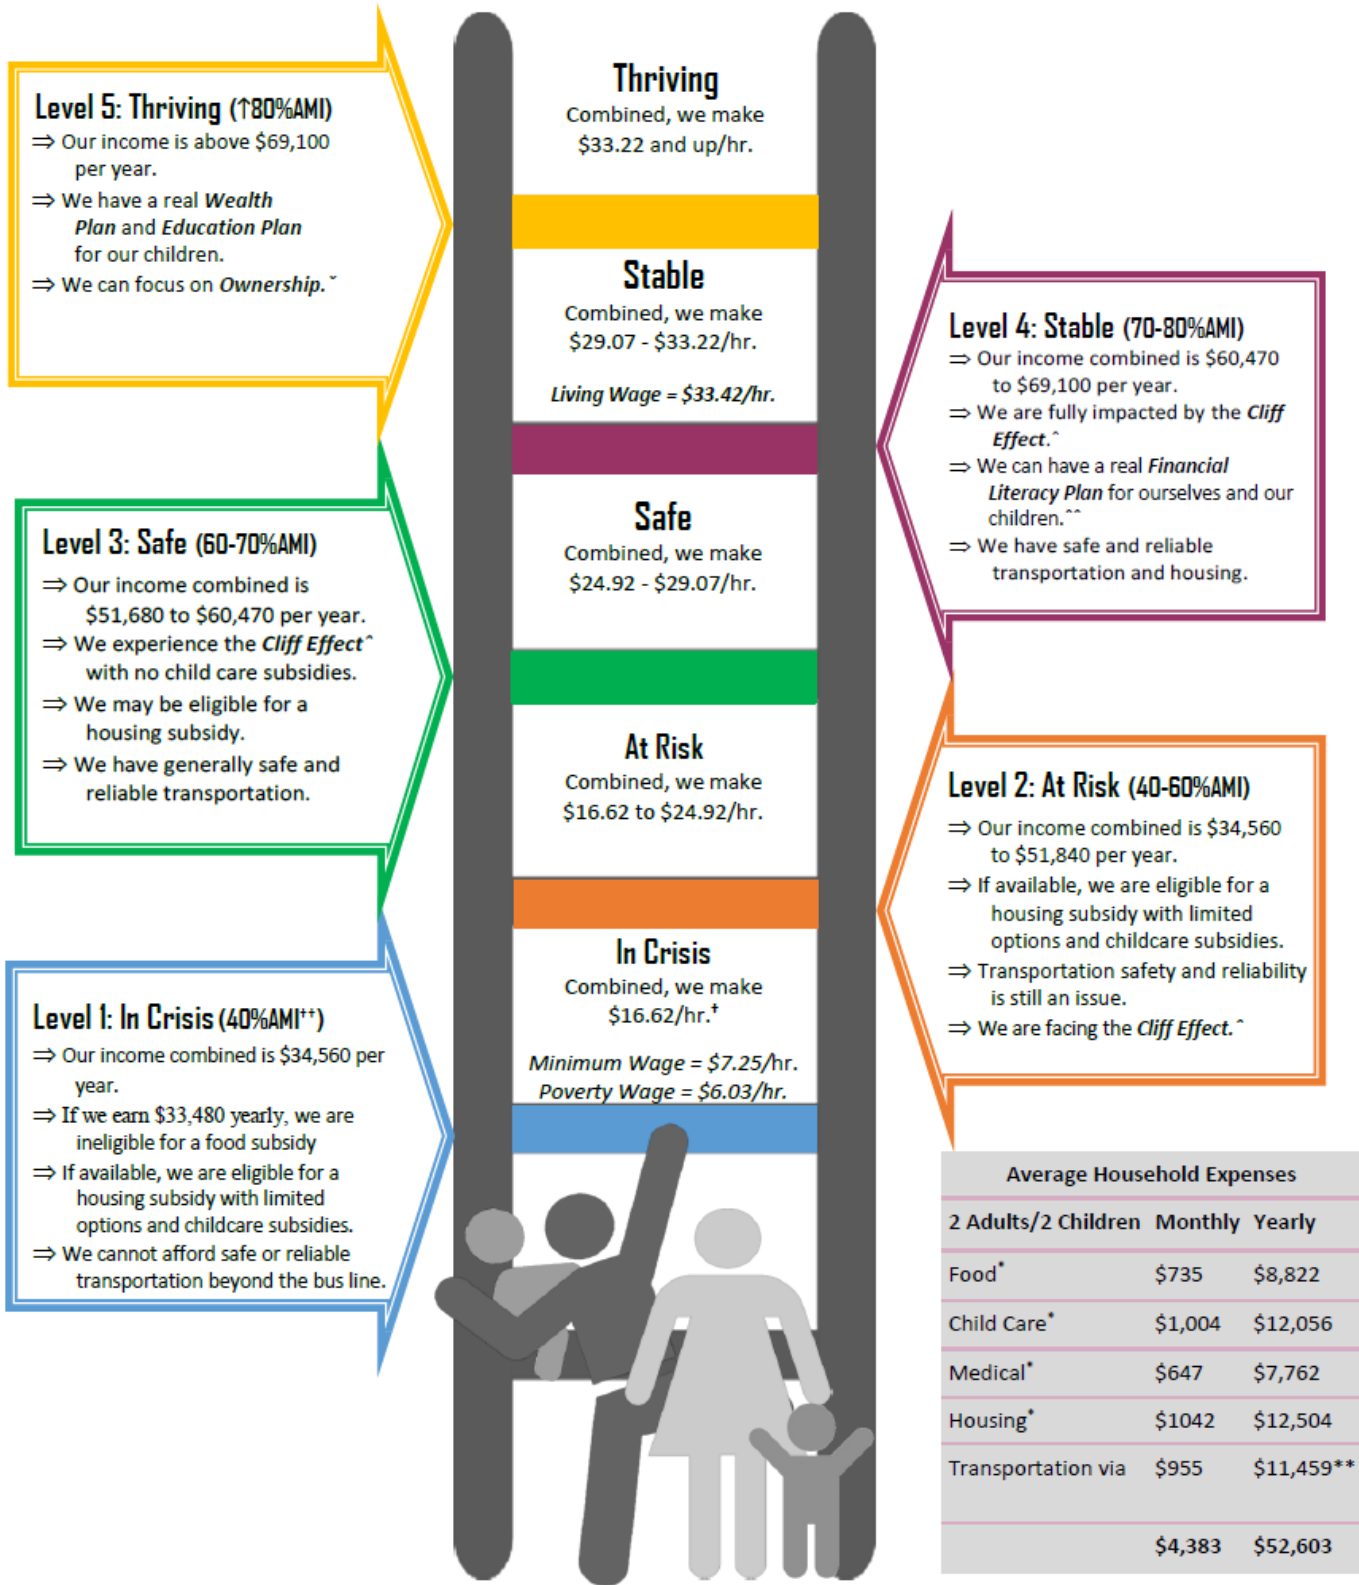 Thriving
Combined, we make
$33.22 and up/hr.
Level 5: Thriving (↑80%AMI)
⇒ Our income is above $69,100
per year.
⇒ We have a real Wealth
Plan and Education Plan
for our children.
⇒ We can focus on Ownership.ˇ
Stable
Combined, we make
$29.07 - $33.22/hr.
Living Wage = $33.42/hr.
Level 4: Stable (70-80%AMI)
⇒ Our income combined is $60,470
to $69,100 per year.
⇒ We are fully impacted by the Cliff
Effect.^
⇒ We can have a real Financial
Literacy Plan for ourselves and our
children.^^
⇒ We have safe and reliable
transportation and housing.
Safe
Combined, we make
$24.92 - $29.07/hr.
Level 3: Safe (60-70%AMI)
⇒ Our income combined is
$51,680 to $60,470 per year.
⇒ We experience the Cliff Effect^
with no child care subsidies.
⇒ We may be eligible for a
housing subsidy.
⇒ We have generally safe and
reliable transportation.
At Risk
Combined, we make
$16.62 to $24.92/hr.
Level 2: At Risk (40-60%AMI)
⇒ Our income combined is $34,560
to $51,840 per year.
⇒ If available, we are eligible for a
housing subsidy with limited
options and childcare subsidies.
⇒ Transportation safety and reliability
is still an issue.
⇒ We are facing the Cliff Effect.^
In Crisis
Combined, we make
$16.62/hr.†
Minimum Wage = $7.25/hr.
Poverty Wage = $6.03/hr.
Level 1: In Crisis (40%AMI††)
⇒ Our income combined is $34,560 per
year.
⇒ If we earn $33,480 yearly, we are
ineligible for a food subsidy
⇒ If available, we are eligible for a
housing subsidy with limited
options and childcare subsidies.
⇒ We cannot afford safe or reliable
transportation beyond the bus line.
Average Household Expenses
2 Adults/2 Children Monthly Yearly
Food* $735 $8,822
Child Care* $1,004 $12,056
Medical* $647 $7,762
Housing* $1042 $12,504
Transportation via $955 $11,459**
$4,383 $52,603